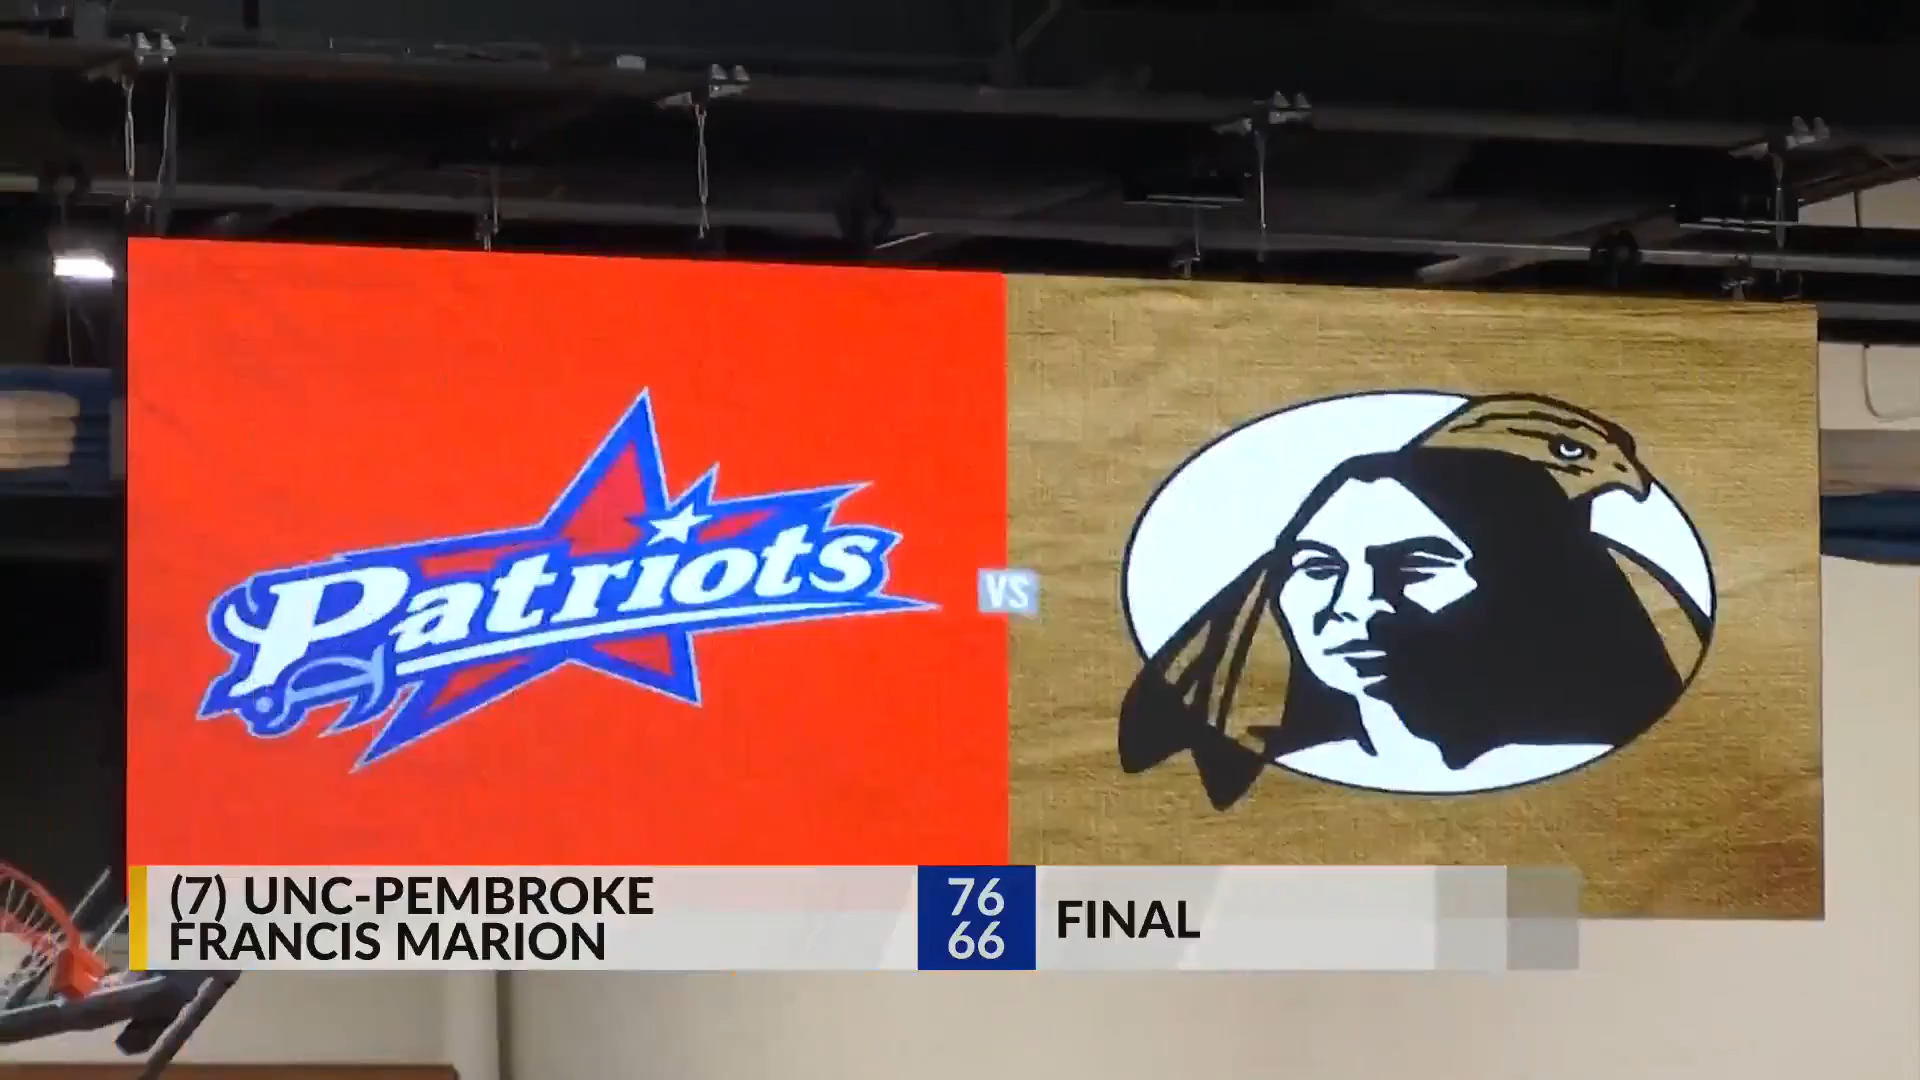 Patriots
VS
(7) UNC-PEMBROKE 76
FRANCIS MARION 66
FINAL